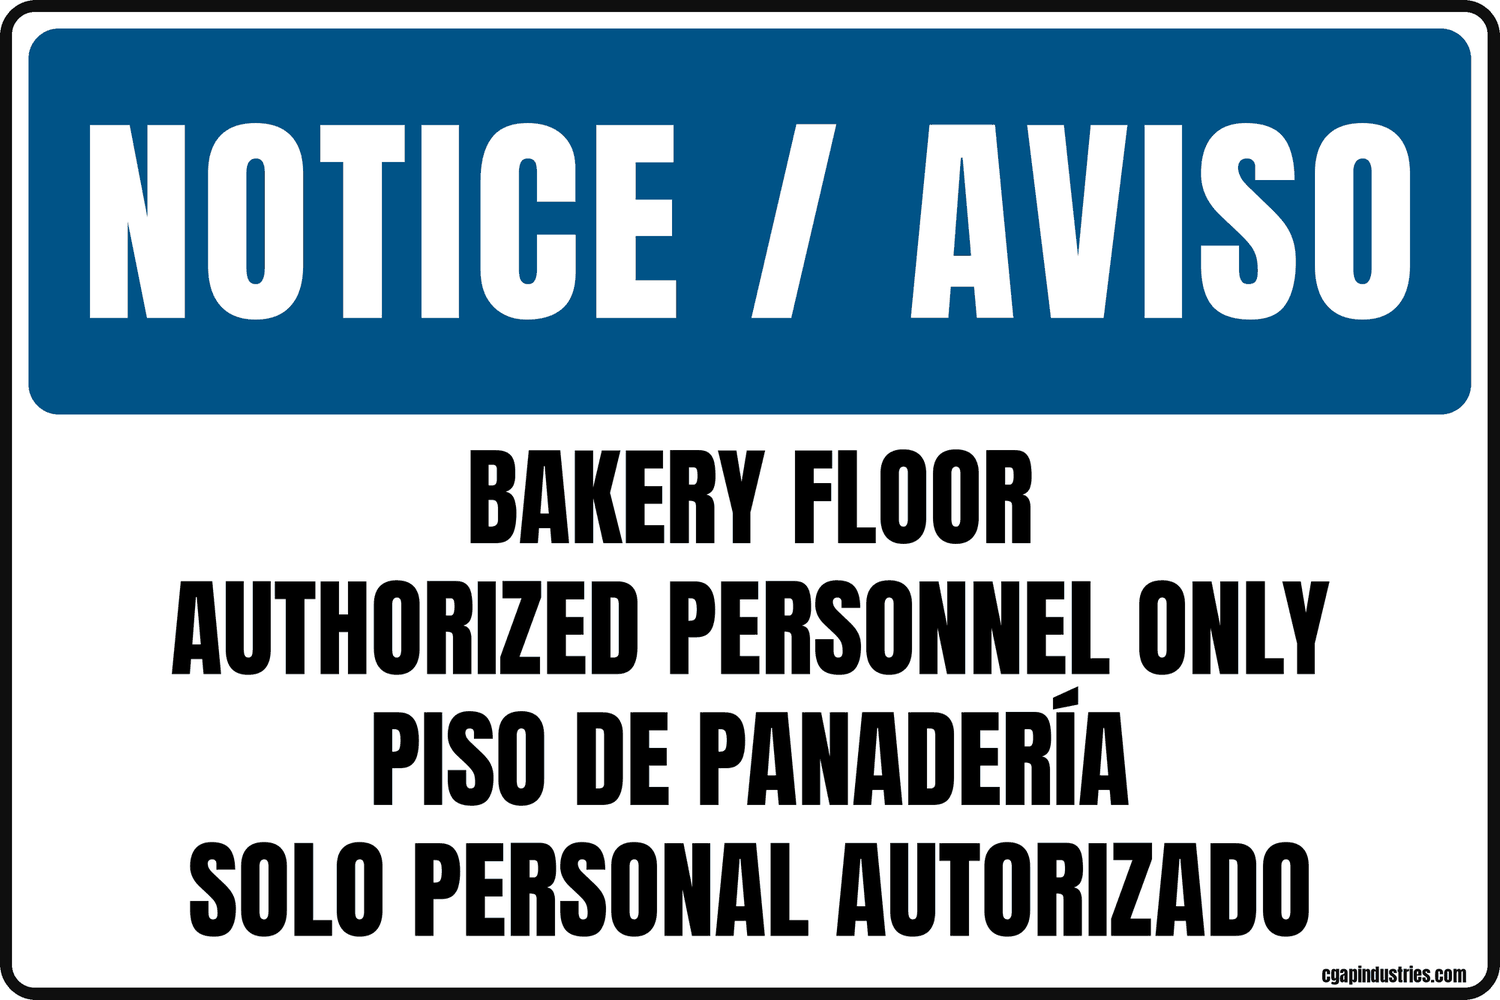 NOTICE / AVISO
BAKERY FLOOR
AUTHORIZED PERSONNEL ONLY
PISO DE PANADERÍA
SOLO PERSONAL AUTORIZADO
cgapindustries.com